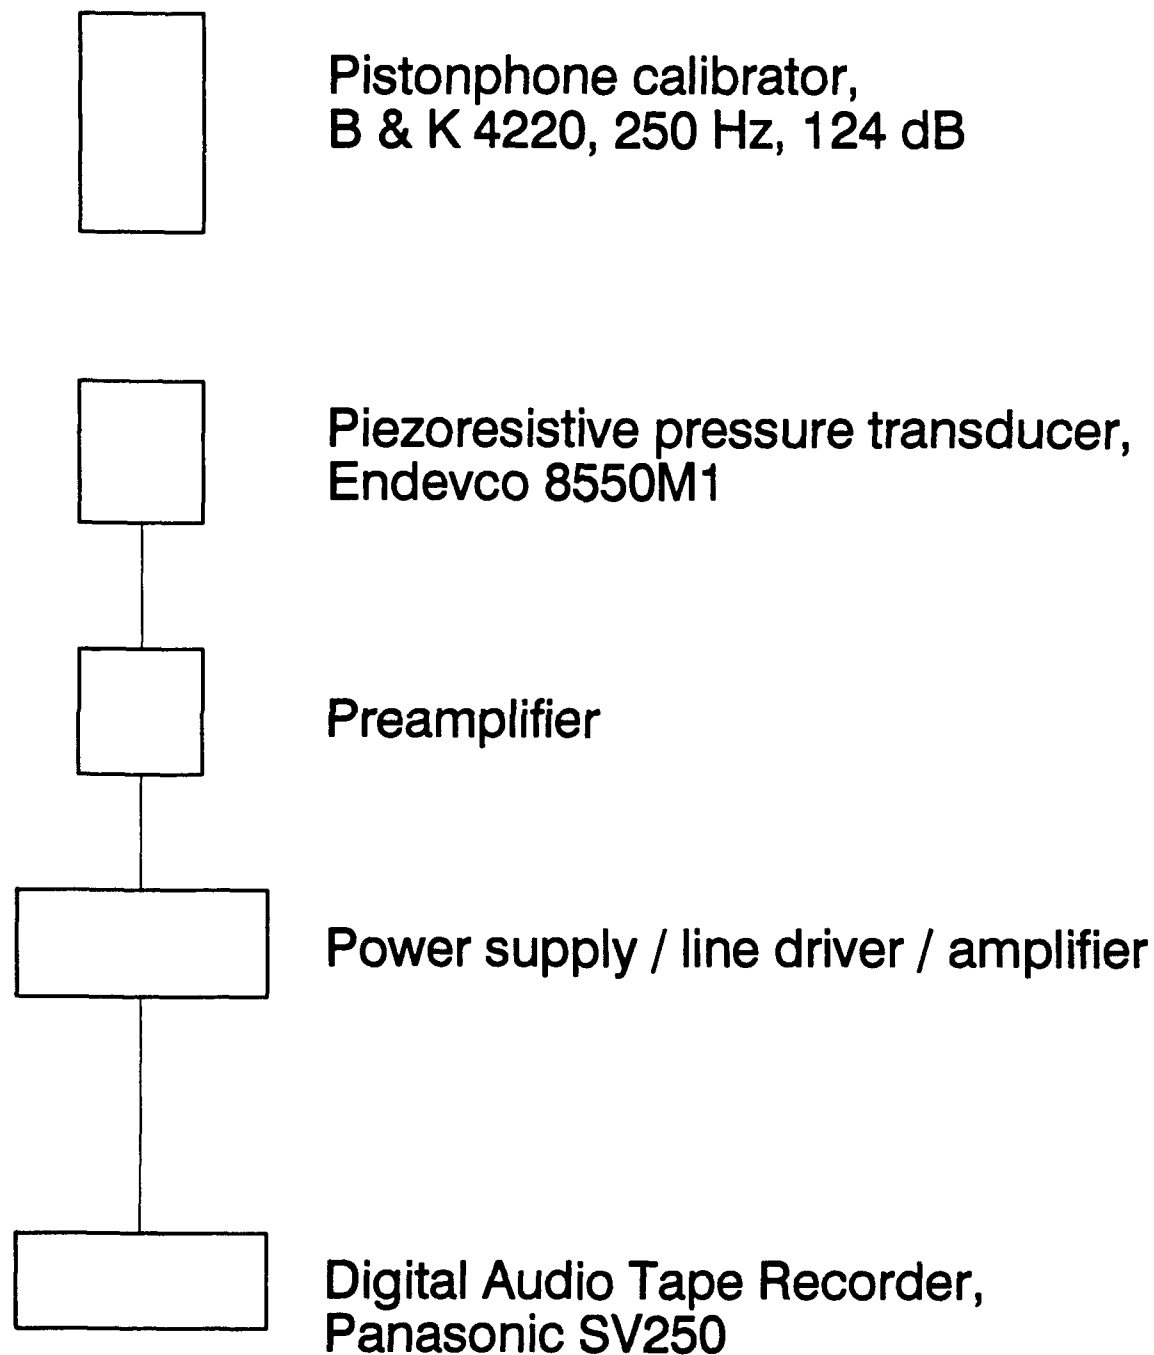 Pistonphone calibrator,
B & K 4220, 250 Hz, 124 dB
Piezoresistive pressure transducer,
Endevco 8550M1
Preamplifier
Power supply / line driver / amplifier
Digital Audio Tape Recorder,
Panasonic SV250